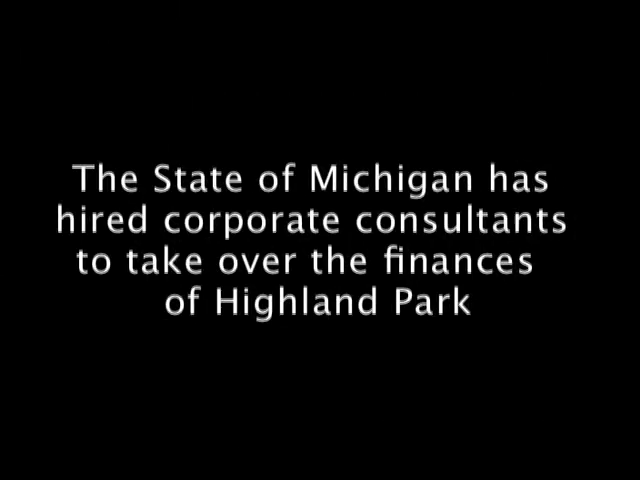 The State of Michigan has
hired corporate consultants
to take over the finances
of Highland Park